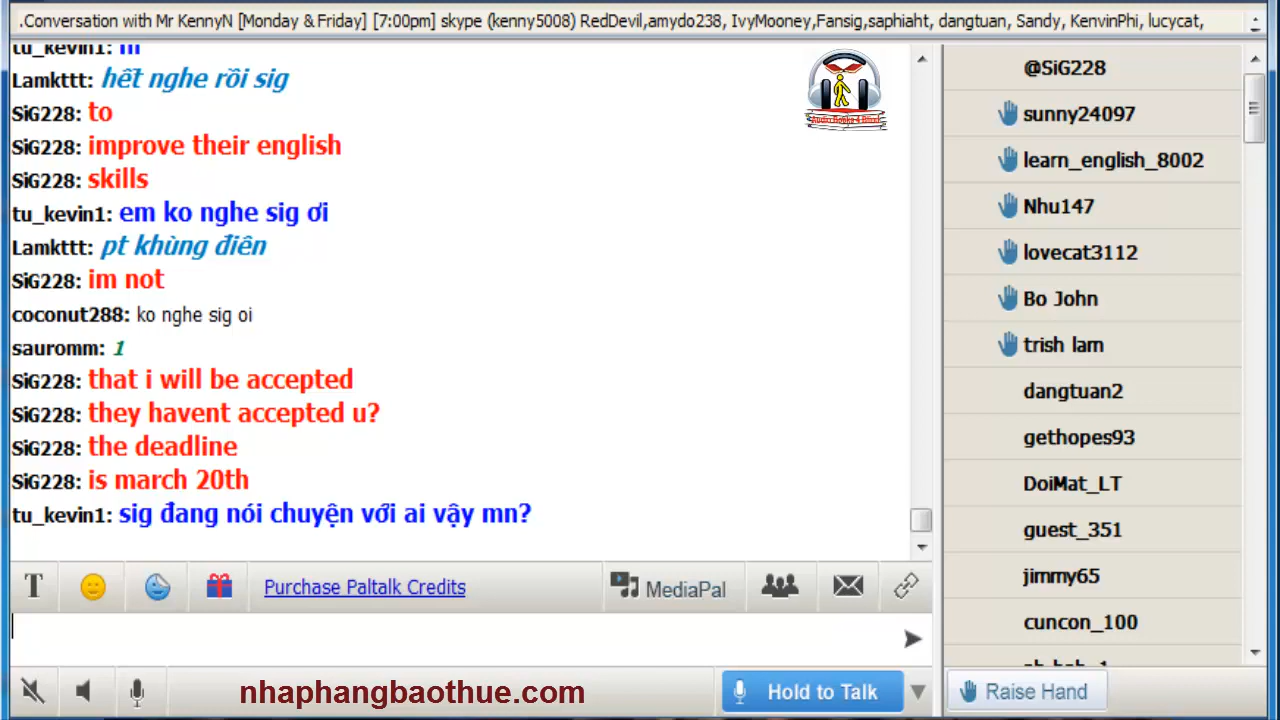 .Conversation with Mr KennyN [Monday & Friday] [7:00pm] skype (kenny5008) RedDevil,amydo238, IvyMooney,Fansig,saphiaht, dangtuan, Sandy, KenvinPhi, lucycat,
tu_kevin1:
Lamkttt: hết nghe rồi sig
SiG228: to
SiG228: improve their english
SiG228: skills
tu_kevin1: em ko nghe sig ơi
Lamkttt: pt khùng điên
SiG228: im not
coconut288: ko nghe sig oi
sauromm: 1
SiG228: that i will be accepted
SiG228: they havent accepted u?
SiG228: the deadline
SiG228: is march 20th
tu_kevin1: sig đang nói chuyện với ai vậy mn?
Audio Books 4 Blind
@SiG228
sunny24097
learn_english_8002
Nhu147
lovecat3112
Bo John
trish lam
dangtuan2
gethopes93
DoiMat_LT
guest_351
jimmy65
cuncon_100
T
Purchase Paltalk Credits
MediaPal
nhaphangbaothue.com
Hold to Talk
Raise Hand